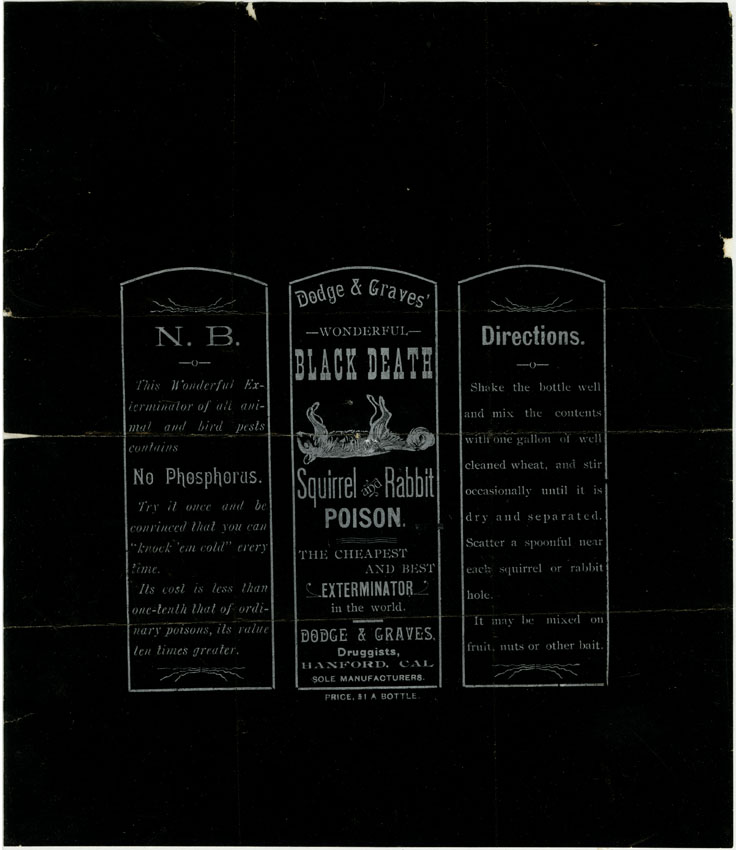 N. B.
This Wonderful Ex-
terminator of all ani-
mal and bird pests
contains
No Phosphorus.
Try it once and be
convinced that you can
"knock 'em cold" every
time.
Its cost is less than
one-tenth that of ordi-
nary poisons, its value
ten times greater.
Dodge & Graves'
—WONDERFUL—
BLACK DEATH
Squirrel and Rabbit
POISON.
THE CHEAPEST
AND BEST
EXTERMINATOR
in the world.
DODGE & GRAVES,
Druggists,
HANFORD, CAL
SOLE MANUFACTURERS.
PRICE, $1 A BOTTLE.
Directions.
Shake the bottle well
and mix the contents
with one gallon of well
cleaned wheat, and stir
occasionally until it is
dry and separated.
Scatter a spoonful near
each squirrel or rabbit
hole.
It may be mixed on
fruit, nuts or other bait.